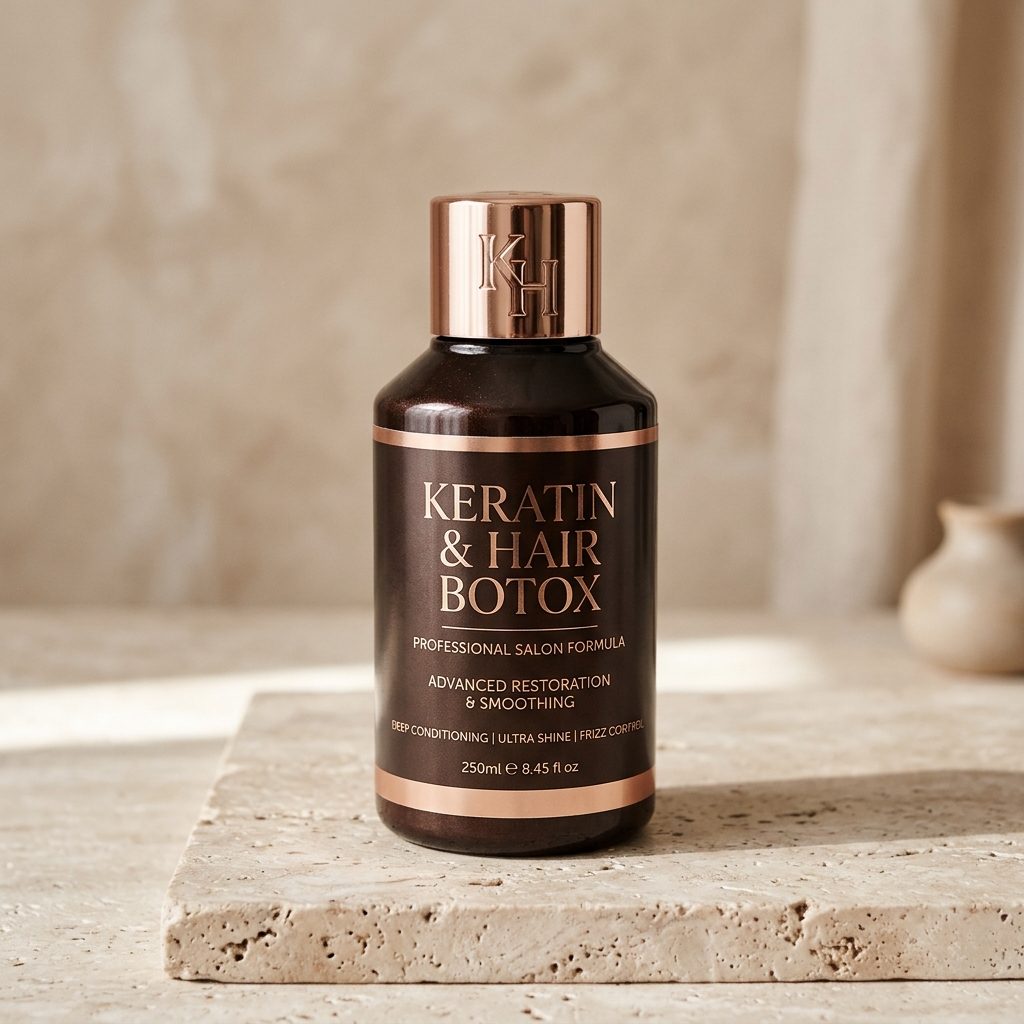 KH
KERATIN
& HAIR
BOTOX
PROFESSIONAL SALON FORMULA
ADVANCED RESTORATION
& SMOOTHING
DEEP CONDITIONING | ULTRA SHINE | FRIZZ
250ml ℮ 8.45 fl oz